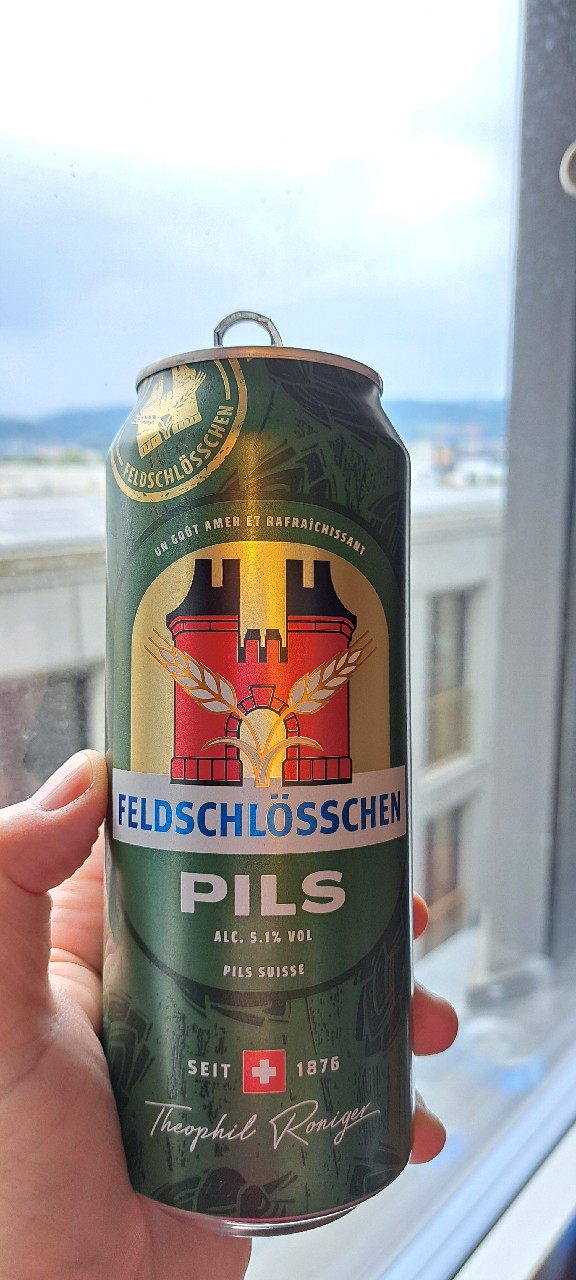 FELDSCHLÖSSCHEN
UN GOÛT AMER ET RAFRAÎCHISSANT
FELDSCHLÖSSCHEN
PILS
ALC. 5.1% VOL
PILS SUISSE
SEIT 1876
Theophil Roniger